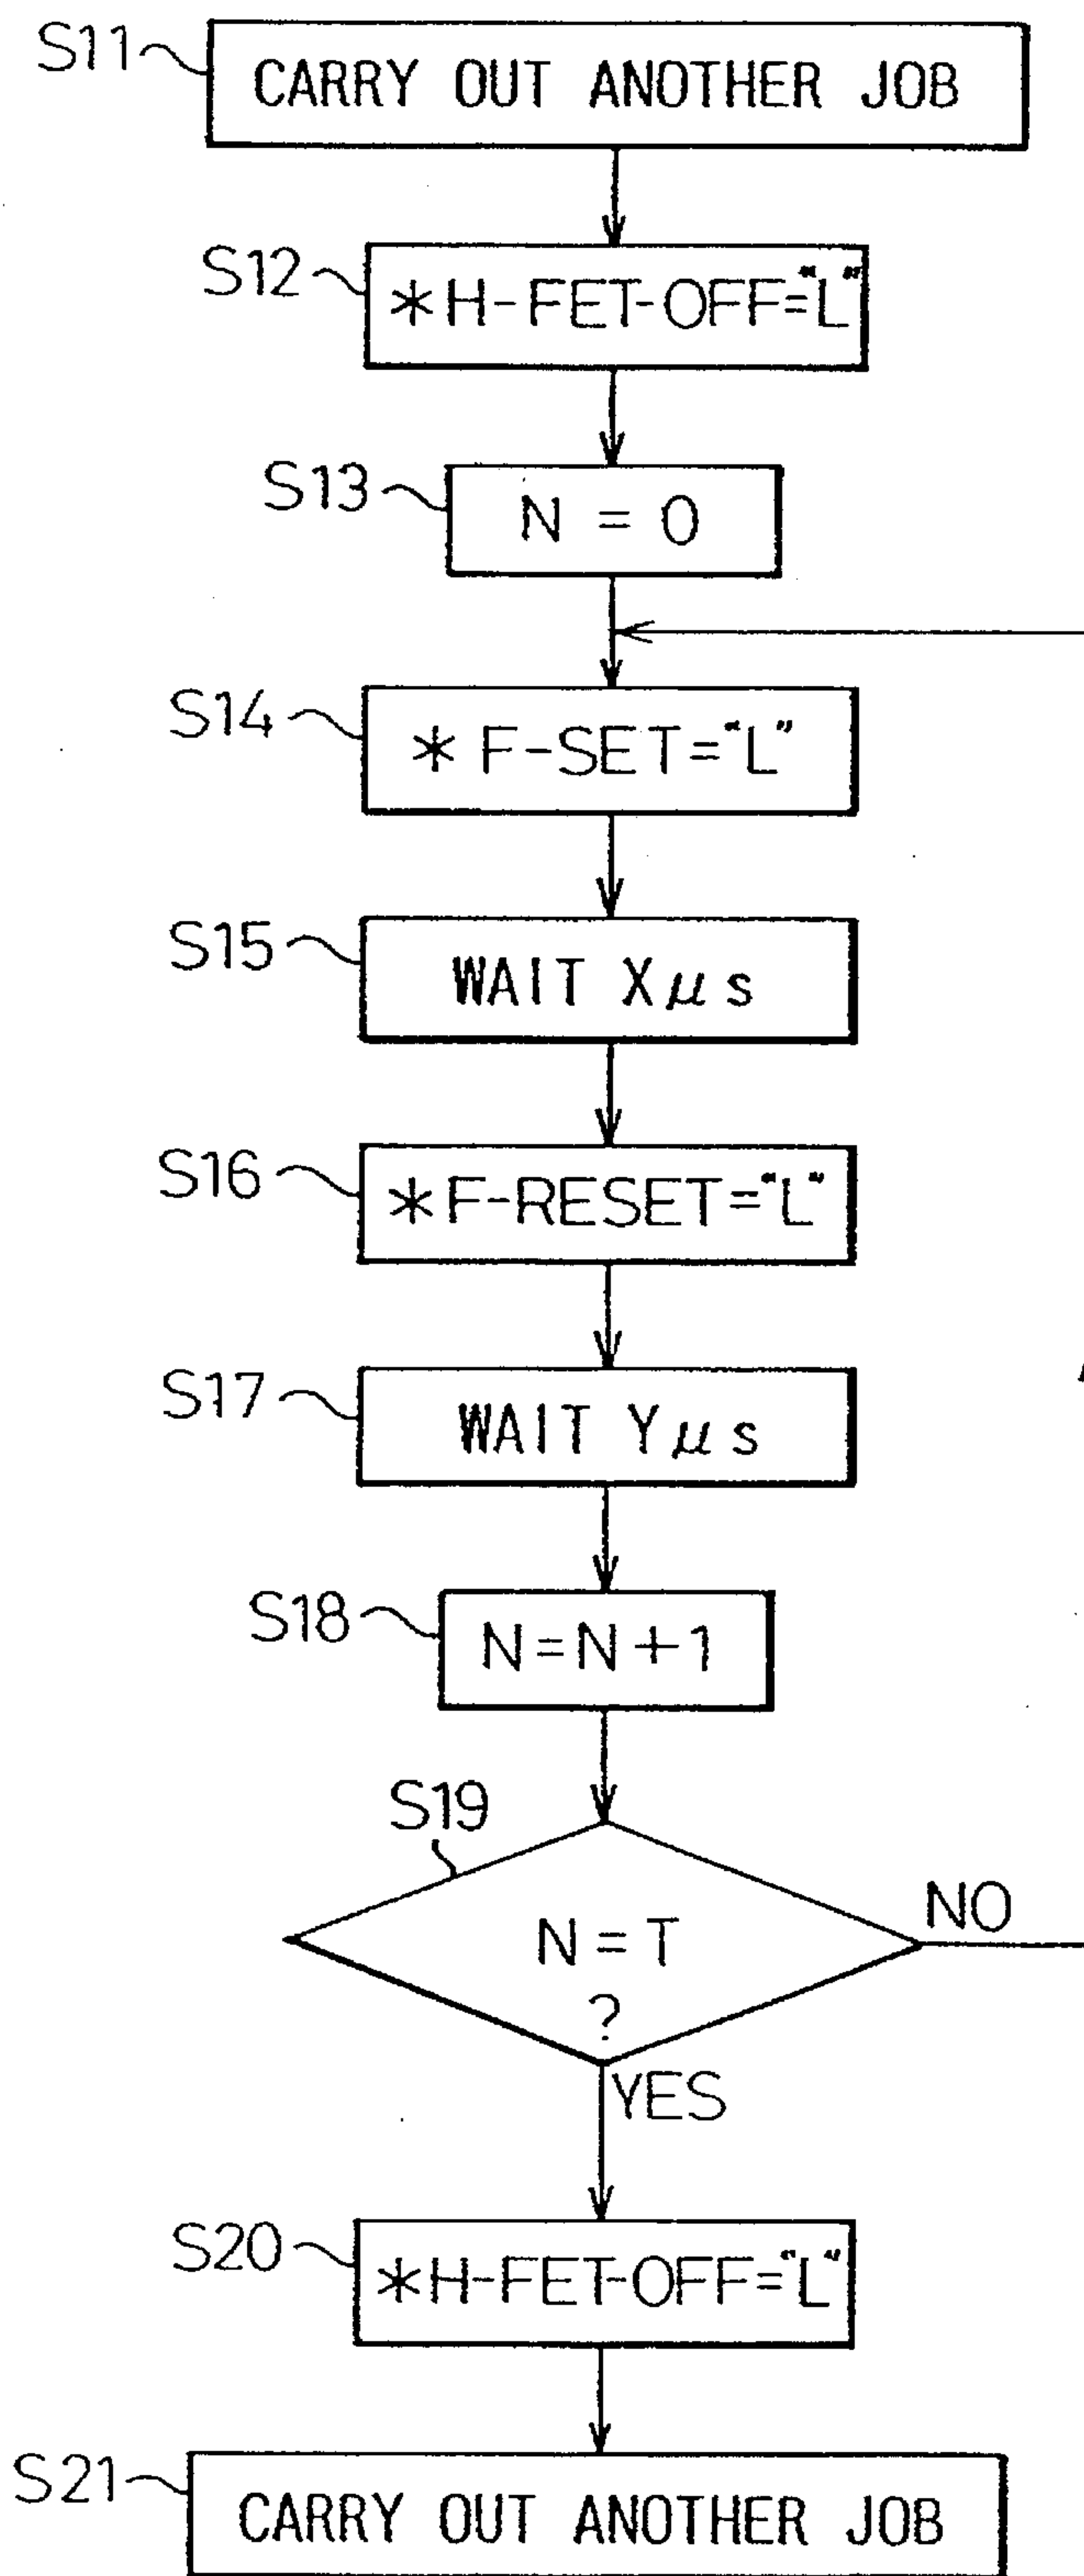 S11
CARRY OUT ANOTHER JOB
S12
*H-FET-OFF="L"
S13
N = 0
S14
* F-SET="L"
S15
WAIT Xμs
S16
*F-RESET="L"
S17
WAIT Yμs
S18
N=N+1
S19
N=T
?
NO
YES
S20
*H-FET-OFF="L"
S21
CARRY OUT ANOTHER JOB